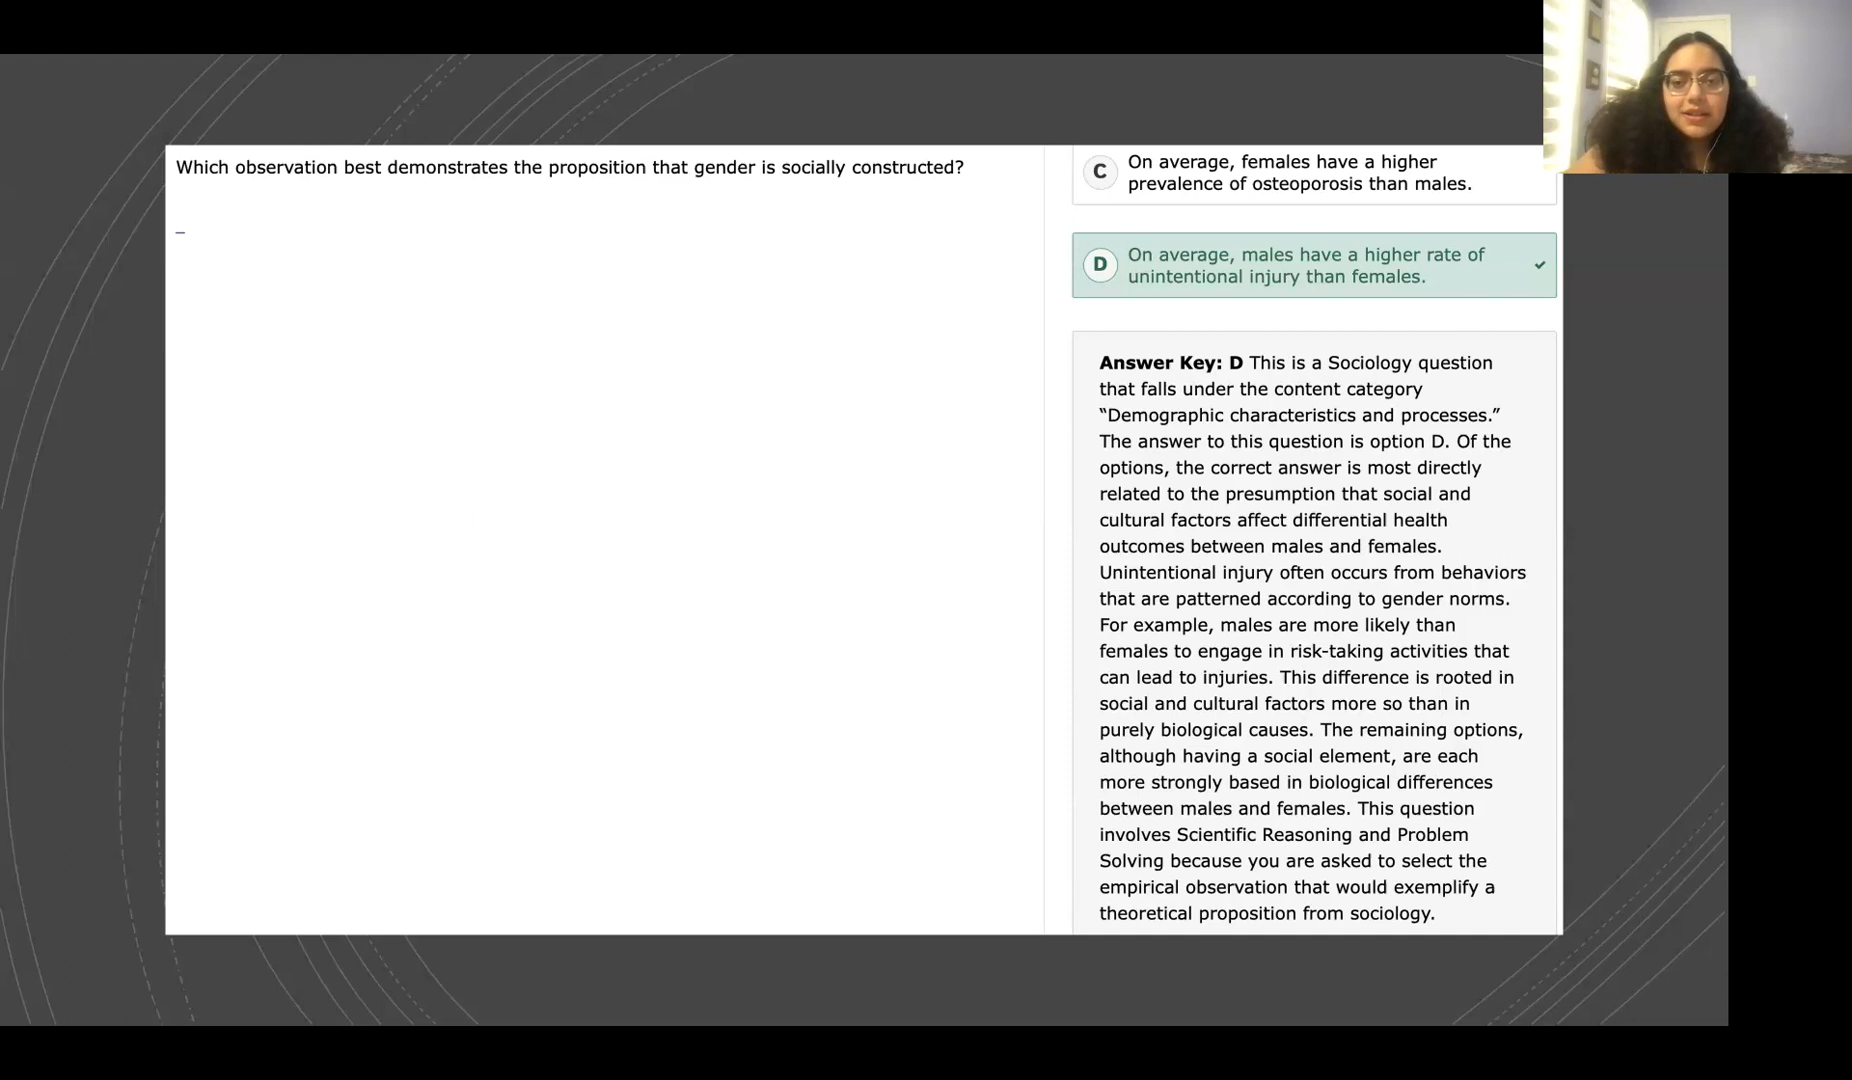 Which observation best demonstrates the proposition that gender is socially constructed?
C
On average, females have a higher
prevalence of osteoporosis than males.
D
On average, males have a higher rate of
unintentional injury than females.
Answer Key: D This is a Sociology question
that falls under the content category
“Demographic characteristics and processes.”
The answer to this question is option D. Of the
options, the correct answer is most directly
related to the presumption that social and
cultural factors affect differential health
outcomes between males and females.
Unintentional injury often occurs from behaviors
that are patterned according to gender norms.
For example, males are more likely than
females to engage in risk-taking activities that
can lead to injuries. This difference is rooted in
social and cultural factors more so than in
purely biological causes. The remaining options,
although having a social element, are each
more strongly based in biological differences
between males and females. This question
involves Scientific Reasoning and Problem
Solving because you are asked to select the
empirical observation that would exemplify a
theoretical proposition from sociology.